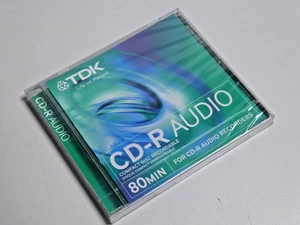 TDK
Life on Record
CD-R AUDIO
CD-R AUDIO
COMPACT DISC RECORDABLE
80MIN
FOR CD-R AUDIO RECORDERS